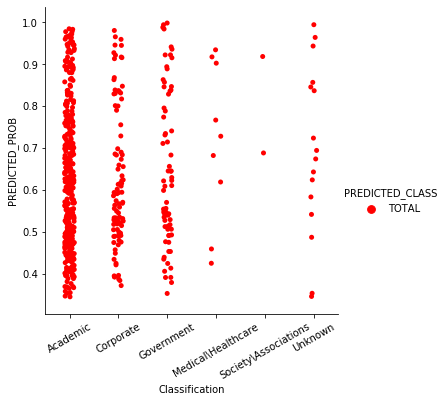 1.0
0.9
0.8
0.7
0.6
0.5
0.4
PREDICTED_PROB
Academic
Corporate
Government
Medical\Healthcare
Society\Associations
Unknown
Classification
PREDICTED_CLASS
TOTAL